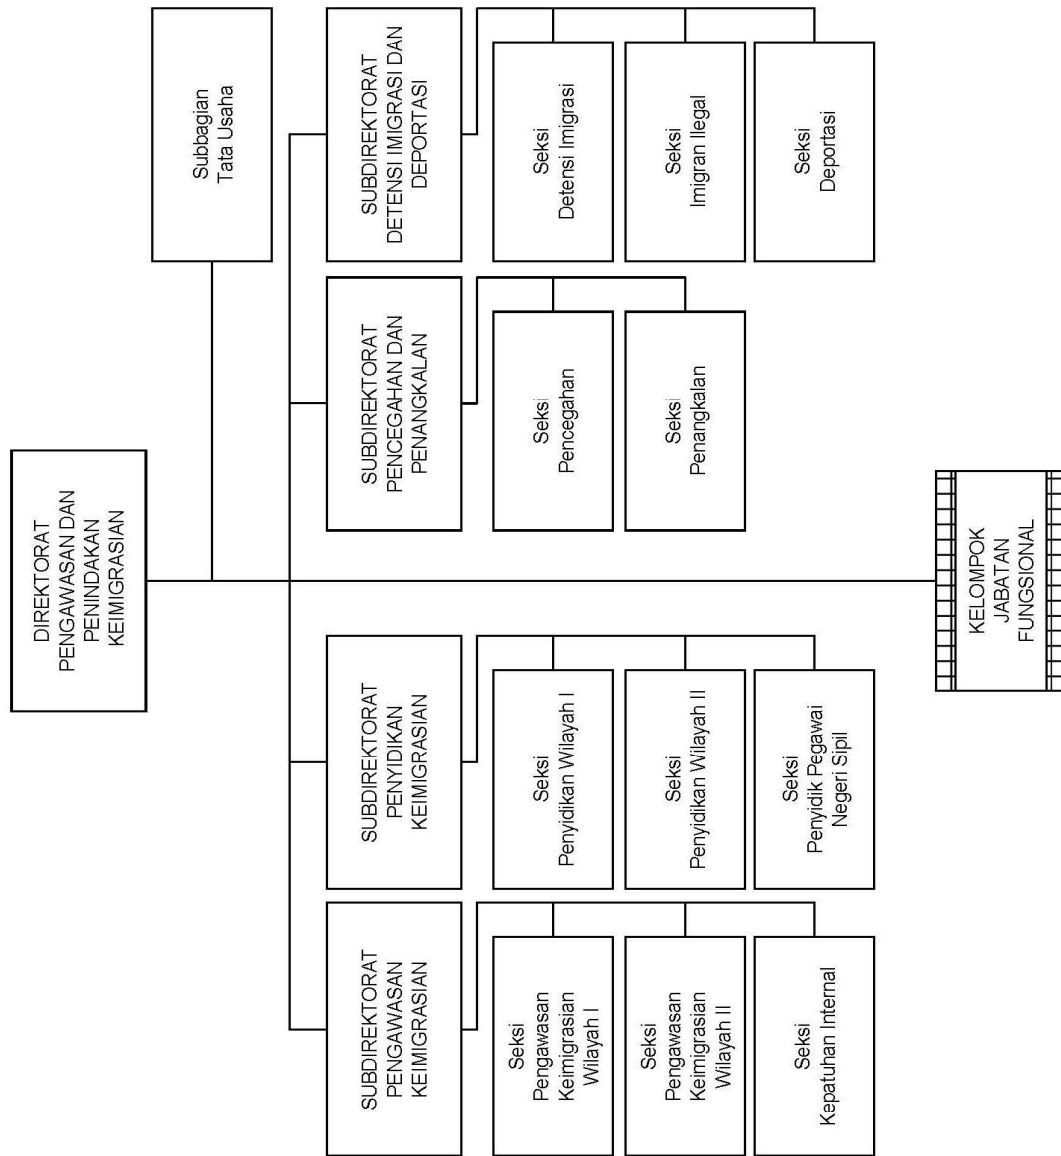 DIREKTORAT
PENGAWASAN DAN
PENINDAKAN
KEIMIGRASIAN
Subbagian
Tata Usaha
SUBDIREKTORAT
PENGAWASAN
KEIMIGRASIAN
SUBDIREKTORAT
PENYIDIKAN
KEIMIGRASIAN
SUBDIREKTORAT
PENCEGAHAN DAN
PENANGKALAN
SUBDIREKTORAT
DETENSI IMIGRASI DAN
DEPORTASI
Seksi
Pengawasan
Keimigrasian
Wilayah I
Seksi
Penyidikan Wilayah I
Seksi
Pencegahan
Seksi
Detensi Imigrasi
Seksi
Pengawasan
Keimigrasian
Wilayah II
Seksi
Penyidikan Wilayah II
Seksi
Penangkalan
Seksi
Imigran Ilegal
Seksi
Kepatuhan Internal
Seksi
Penyidik Pegawai
Negeri Sipil
Seksi
Deportasi
KELOMPOK
JABATAN
FUNGSIONAL